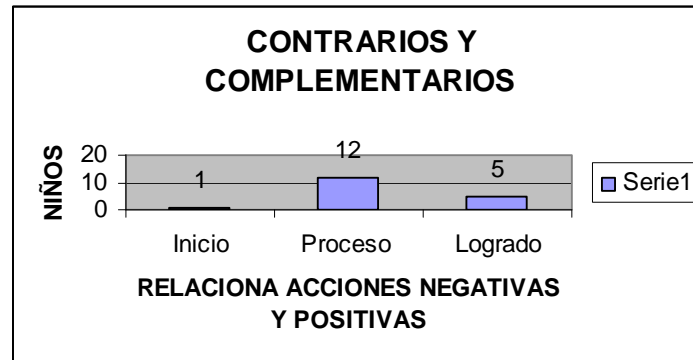 CONTRARIOS Y
COMPLEMENTARIOS
NIÑOS
20
10
0
1
12
5
Inicio
Proceso
Logrado
Serie1
RELACIONA ACCIONES NEGATIVAS
Y POSITIVAS